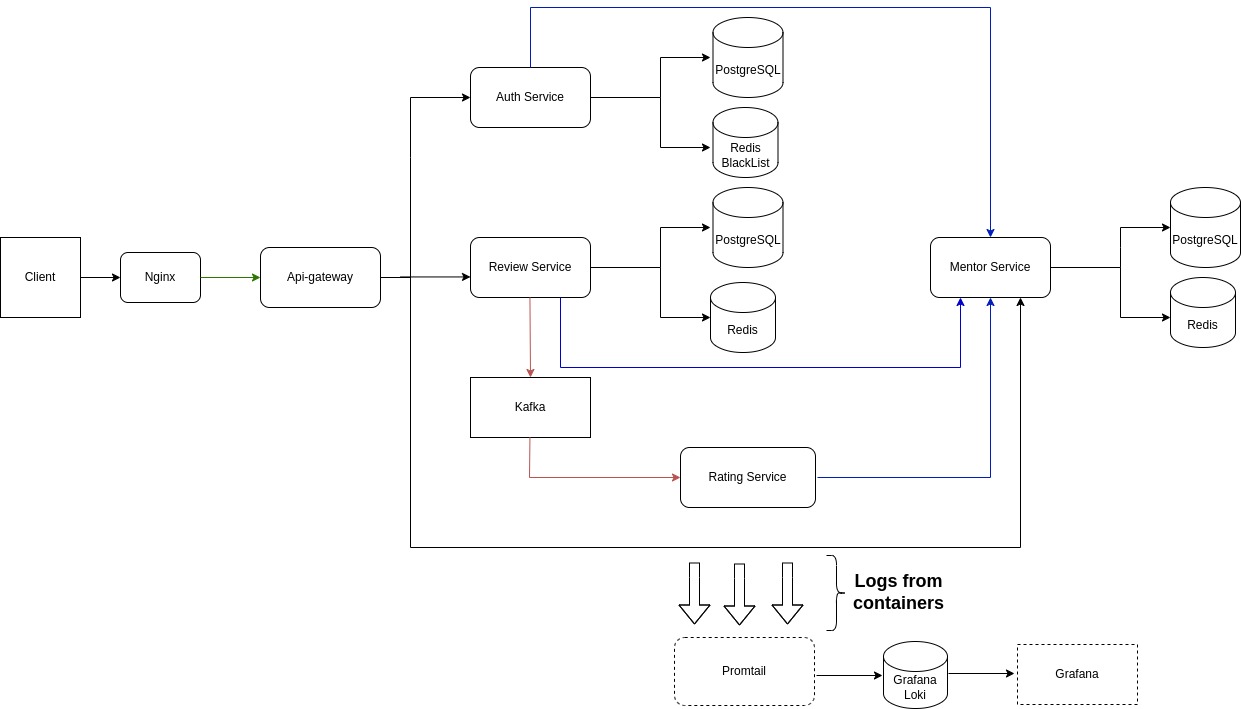 PostgreSQL
Auth Service
Redis
BlackList
PostgreSQL
PostgreSQL
Client
Nginx
Api-gateway
Review Service
Mentor Service
Redis
Redis
Kafka
Rating Service
Logs from
containers
Promtail
Grafana
Loki
Grafana